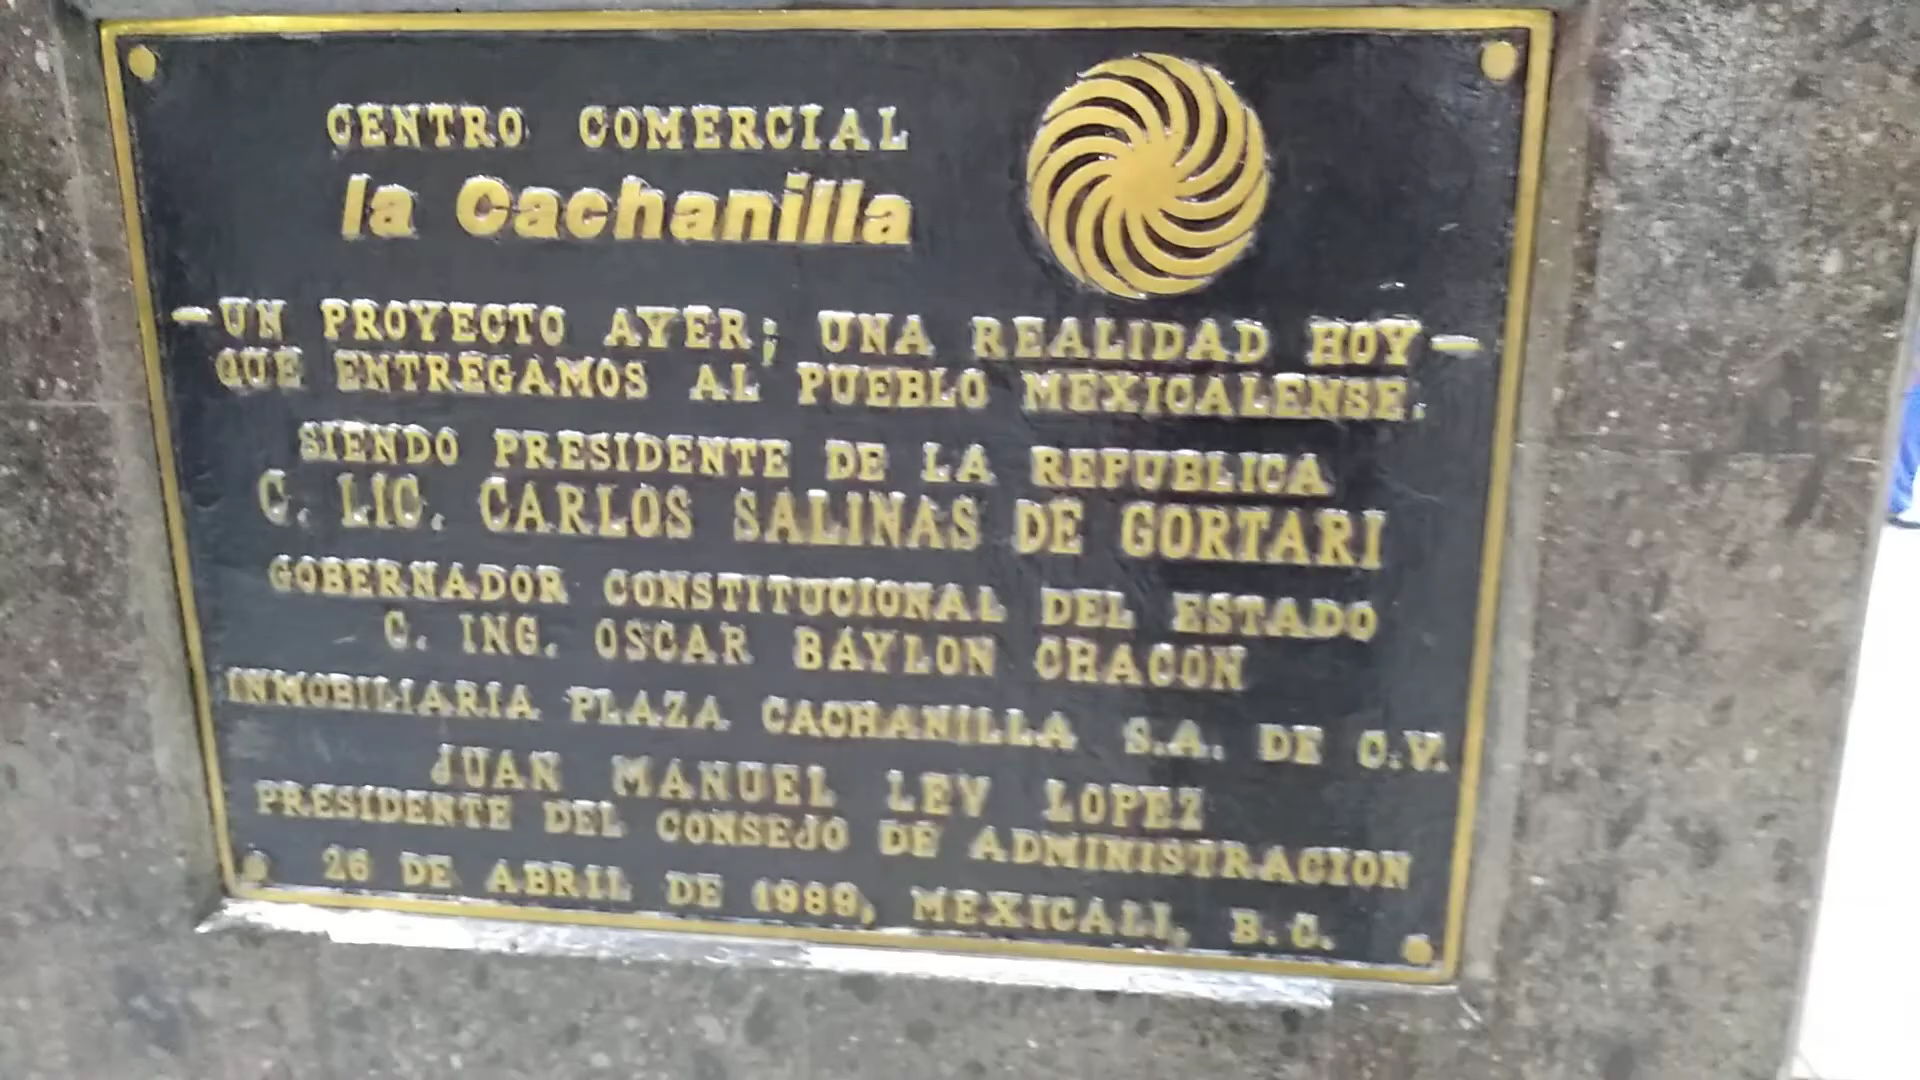 CENTRO COMERCIAL
la Cachanilla
-UN PROYECTO AYER; UNA REALIDAD HOY-
QUE ENTREGAMOS AL PUEBLO MEXICALENSE.
SIENDO PRESIDENTE DE LA REPUBLICA
C. LIC. CARLOS SALINAS DE GORTARI
GOBERNADOR CONSTITUCIONAL DEL ESTADO
C. ING. OSCAR BAYLON CHACON
INMOBILIARIA PLAZA CACHANILLA S.A. DE C.V.
JUAN MANUEL LEV LOPEZ
PRESIDENTE DEL CONSEJO DE ADMINISTRACION
26 DE ABRIL DE 1989, MEXICALI, B.C.